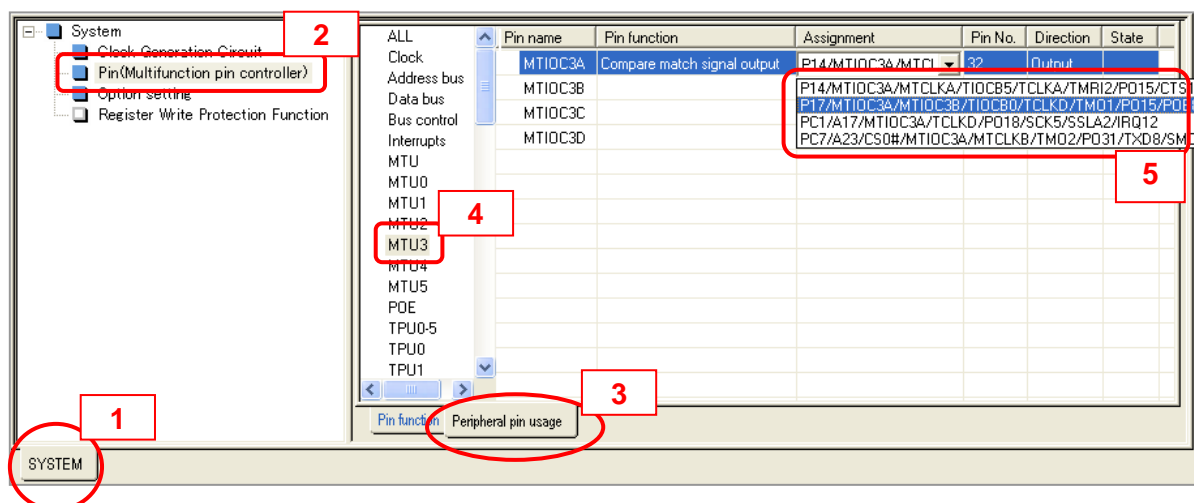 System
Clock Generation Circuit
Pin(Multifunction pin controller)
Option setting
Register Write Protection Function
2
ALL
Clock
Address bus
Data bus
Bus control
Interrupts
MTU
MTU0
MTU1
MTU2
MTU3
MTU4
MTU5
POE
TPU0-5
TPU0
TPU1
4
Pin name Pin function Assignment Pin No. Direction State
MTIOC3A Compare match signal output P14/MTIOC3A/MTCL 32 Output
MTIOC3B
MTIOC3C
MTIOC3D
P14/MTIOC3A/MTCLKA/TIOCB5/TCLKA/TMRI2/PO15/CTS1
P17/MTIOC3A/MTIOC3B/TIOCB0/TCLKD/TMO1/PO15/POE8
PC1/A17/MTIOC3A/TCLKD/PO18/SCK5/SSLA2/IRQ12
PC7/A23/CS0#/MTIOC3A/MTCLKB/TMO2/PO31/TXD8/SMO
5
Pin function Peripheral pin usage
3
1
SYSTEM